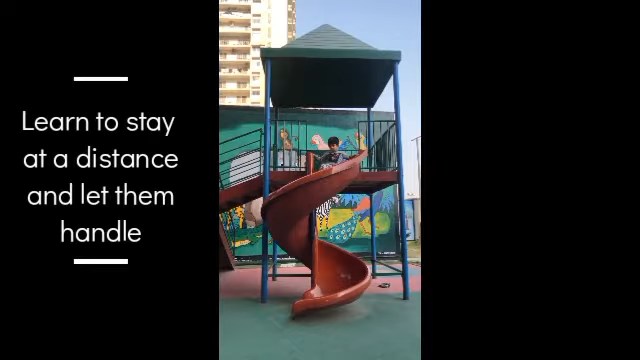 Learn to stay
at a distance
and let them
handle